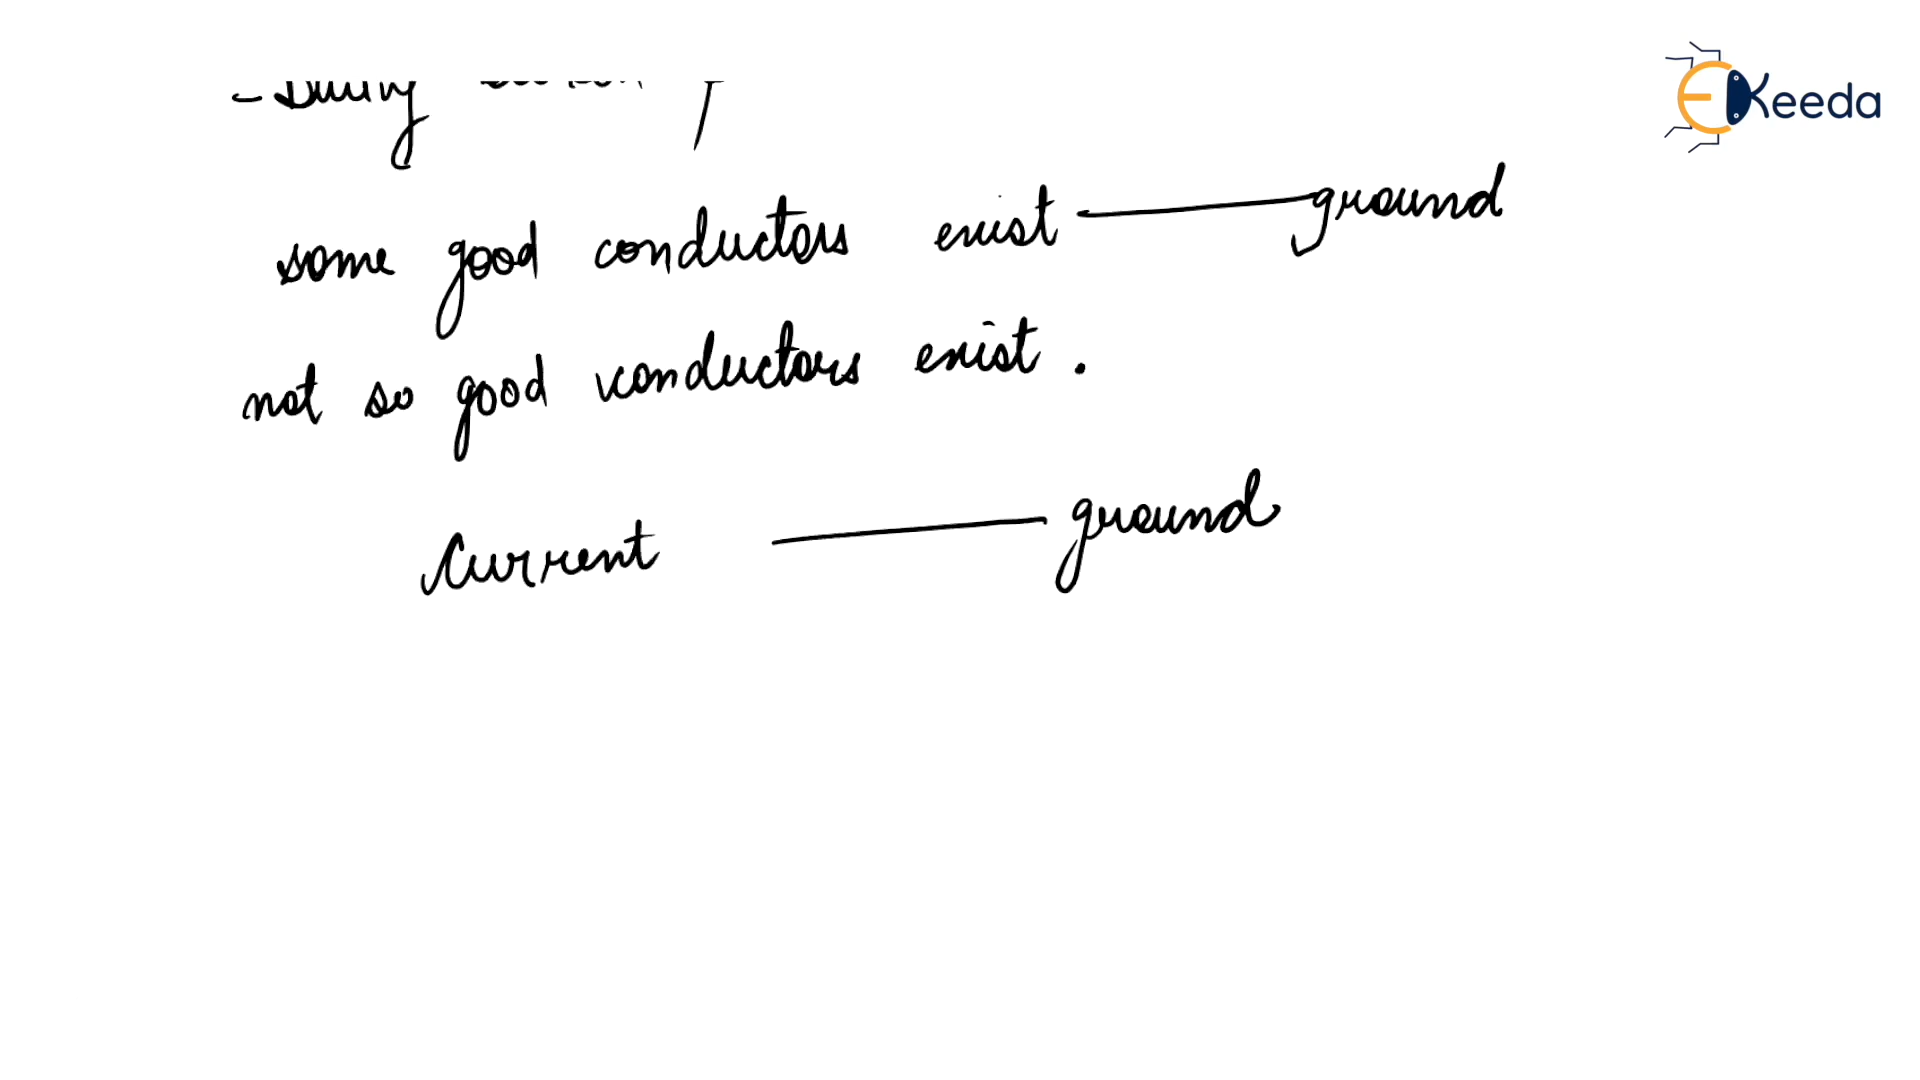 EKeeda
some good conductors exist — ground
not so good conductors exist.
Current — ground